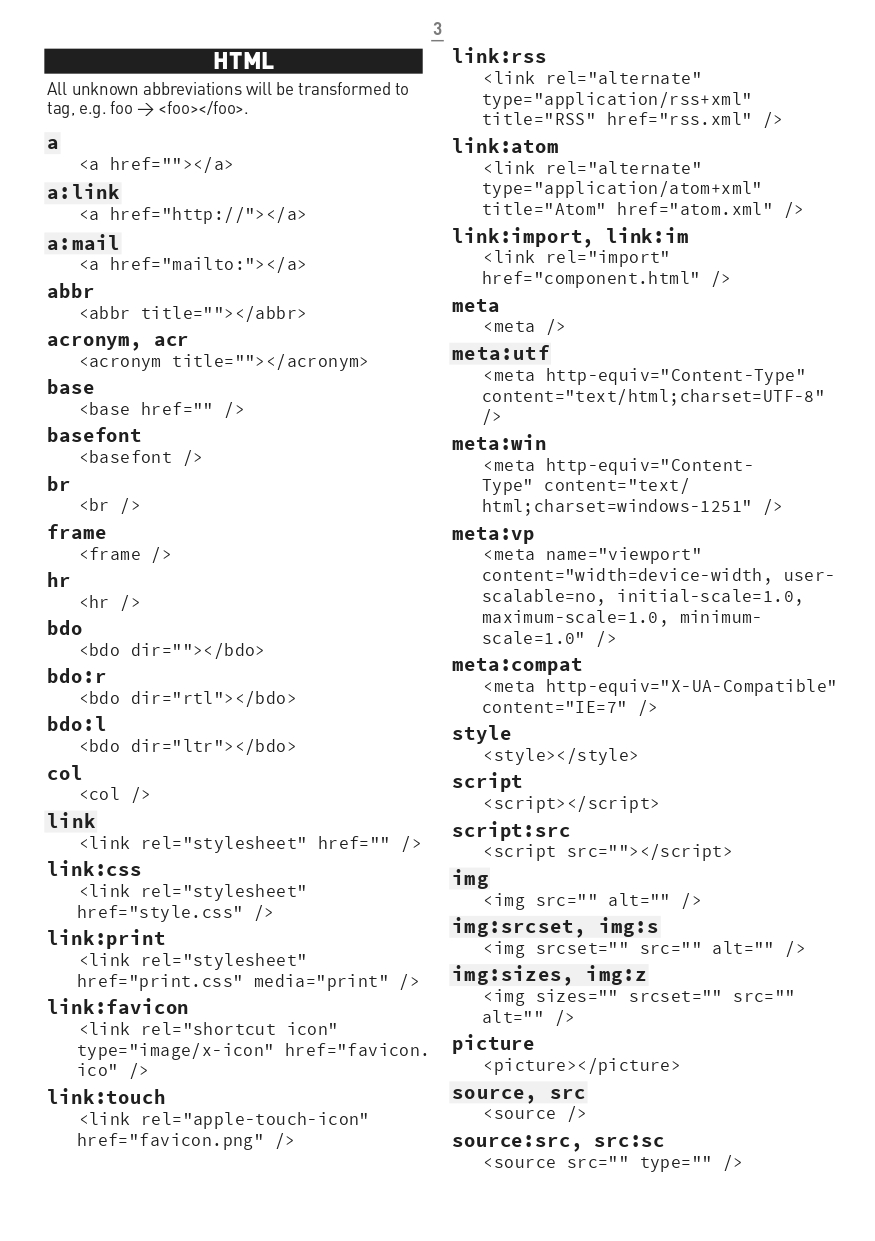 3
HTML
All unknown abbreviations will be transformed to
tag, e.g. foo → <foo></foo>.
a
<a href=""></a>
a:link
<a href="http://"></a>
a:mail
<a href="mailto:"></a>
abbr
<abbr title=""></abbr>
acronym, acr
<acronym title=""></acronym>
base
<base href="" />
basefont
<basefont />
br
<br />
frame
<frame />
hr
<hr />
bdo
<bdo dir=""></bdo>
bdo:r
<bdo dir="rtl"></bdo>
bdo:l
<bdo dir="ltr"></bdo>
col
<col />
link
<link rel="stylesheet" href="" />
link:css
<link rel="stylesheet"
href="style.css" />
link:print
<link rel="stylesheet"
href="print.css" media="print" />
link:favicon
<link rel="shortcut icon"
type="image/x-icon" href="favicon.
ico" />
link:touch
<link rel="apple-touch-icon"
href="favicon.png" />
link:rss
<link rel="alternate"
type="application/rss+xml"
title="RSS" href="rss.xml" />
link:atom
<link rel="alternate"
type="application/atom+xml"
title="Atom" href="atom.xml" />
link:import, link:im
<link rel="import"
href="component.html" />
meta
<meta />
meta:utf
<meta http-equiv="Content-Type"
content="text/html;charset=UTF-8"
/>
meta:win
<meta http-equiv="Content-
Type" content="text/
html;charset=windows-1251" />
meta:vp
<meta name="viewport"
content="width=device-width, user-
scalable=no, initial-scale=1.0,
maximum-scale=1.0, minimum-
scale=1.0" />
meta:compat
<meta http-equiv="X-UA-Compatible"
content="IE=7" />
style
<style></style>
script
<script></script>
script:src
<script src=""></script>
img
<img src="" alt="" />
img:srcset, img:s
<img srcset="" src="" alt="" />
img:sizes, img:z
<img sizes="" srcset="" src=""
alt="" />
picture
<picture></picture>
source, src
<source />
source:src, src:sc
<source src="" type="" />